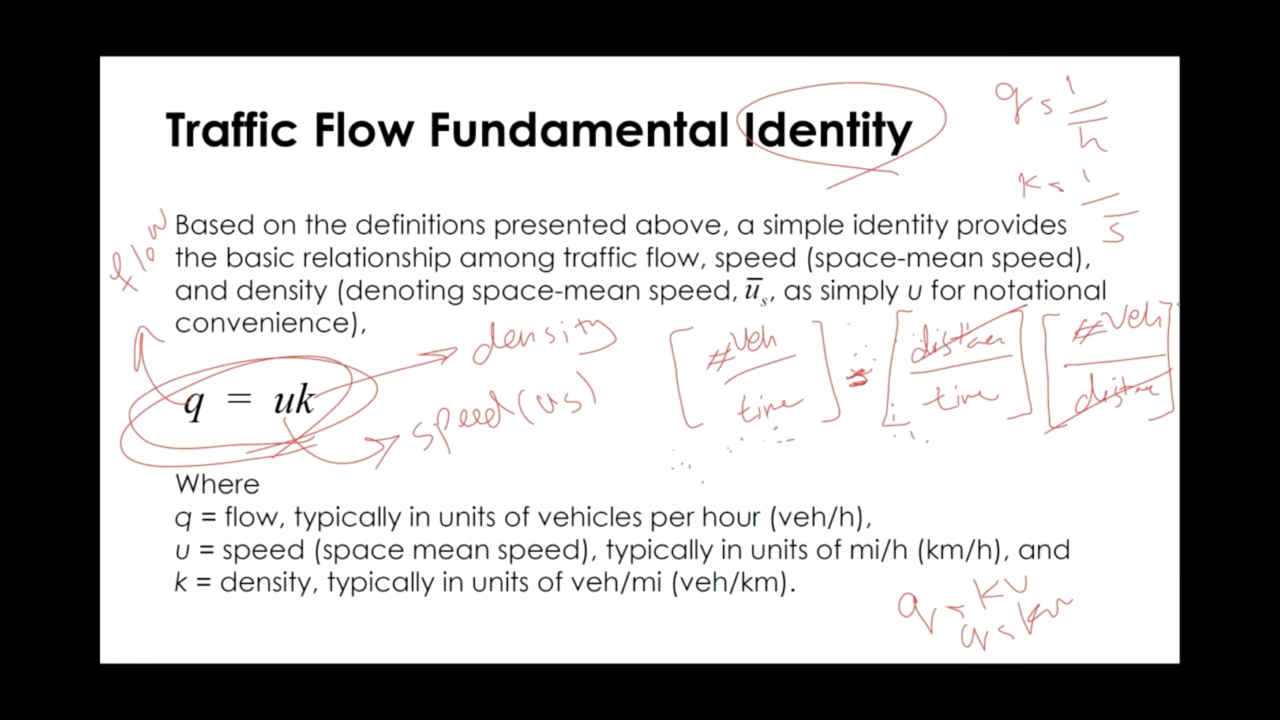 Traffic Flow Fundamental Identity
q = 1/h
k = 1/s
flow
Based on the definitions presented above, a simple identity provides
the basic relationship among traffic flow, speed (space-mean speed),
and density (denoting space-mean speed, u̅ₛ, as simply u for notational
convenience),
density
[#veh/time] = [distance/time] [#veh/distance]
q = uk
speed (us)
Where
q = flow, typically in units of vehicles per hour (veh/h),
u = speed (space mean speed), typically in units of mi/h (km/h), and
k = density, typically in units of veh/mi (veh/km).
q = ku
q = kv